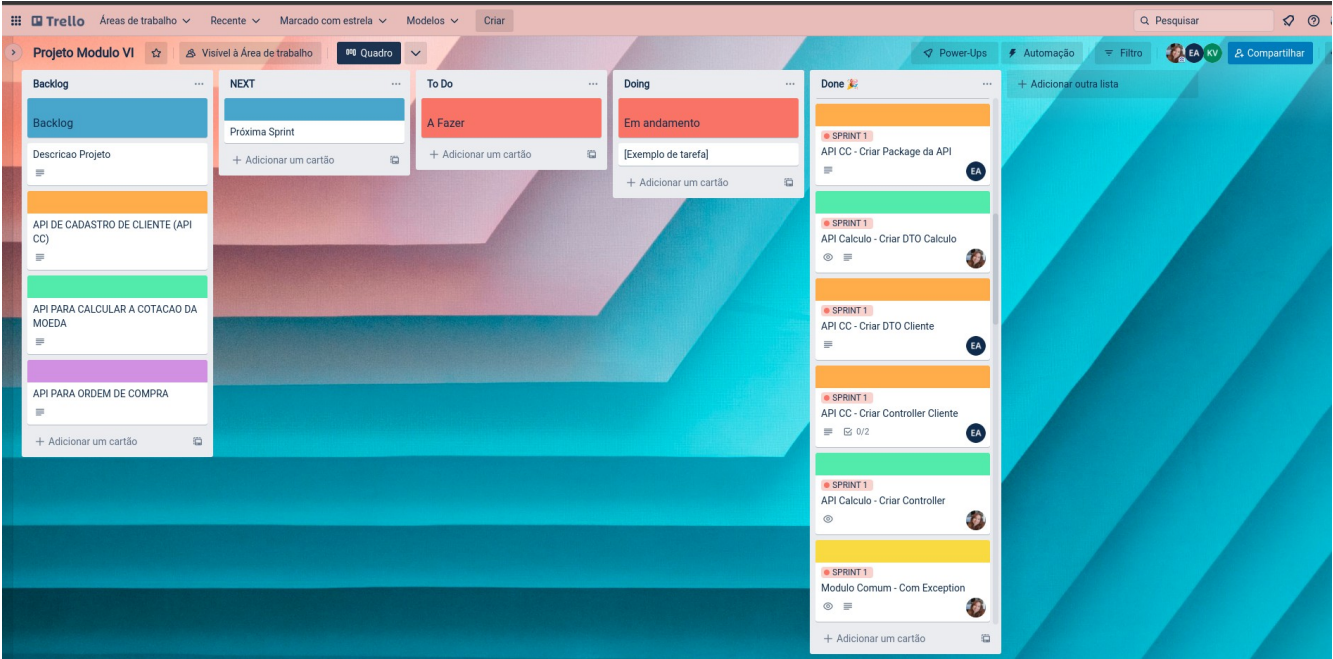 Trello
Áreas de trabalho
Recente
Marcado com estrela
Modelos
Criar
Pesquisar
Projeto Modulo VI
Visível à Área de trabalho
Quadro
Power-Ups
Automação
Filtro
EA
KV
Compartilhar
Backlog
Backlog
Descricao Projeto
API DE CADASTRO DE CLIENTE (API
CC)
API PARA CALCULAR A COTACAO DA
MOEDA
API PARA ORDEM DE COMPRA
+ Adicionar um cartão
NEXT
Próxima Sprint
+ Adicionar um cartão
To Do
A Fazer
+ Adicionar um cartão
Doing
Em andamento
[Exemplo de tarefa]
+ Adicionar um cartão
Done 🎉
SPRINT 1
API CC - Criar Package da API
EA
SPRINT 1
API Calculo - Criar DTO Calculo
SPRINT 1
API CC - Criar DTO Cliente
EA
SPRINT 1
API CC - Criar Controller Cliente
0/2
EA
SPRINT 1
API Calculo - Criar Controller
SPRINT 1
Modulo Comum - Com Exception
+ Adicionar um cartão
+ Adicionar outra lista